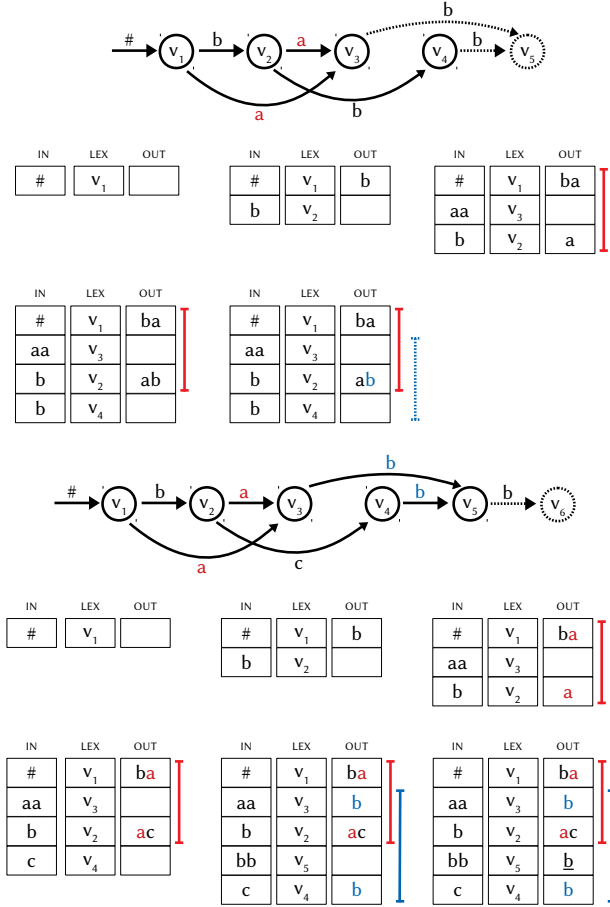 b
# b a b
v1 v2 v3 v4 v5
a b
IN LEX OUT IN LEX OUT IN LEX OUT
# v1 # v1 b # v1 ba
b v2 aa v3
b v2 a
IN LEX OUT IN LEX OUT
# v1 ba # v1 ba
aa v3 aa v3
b v2 ab b v2 ab
b v4 b v4
b
# b a b b
v1 v2 v3 v4 v5 v6
a c
IN LEX OUT IN LEX OUT IN LEX OUT
# v1 # v1 b # v1 ba
b v2 aa v3
b v2 a
IN LEX OUT IN LEX OUT IN LEX OUT
# v1 ba # v1 ba # v1 ba
aa v3 aa v3 b aa v3 b
b v2 ac b v2 ac b v2 ac
c v4 bb v5 bb v5 b
c v4 b c v4 b